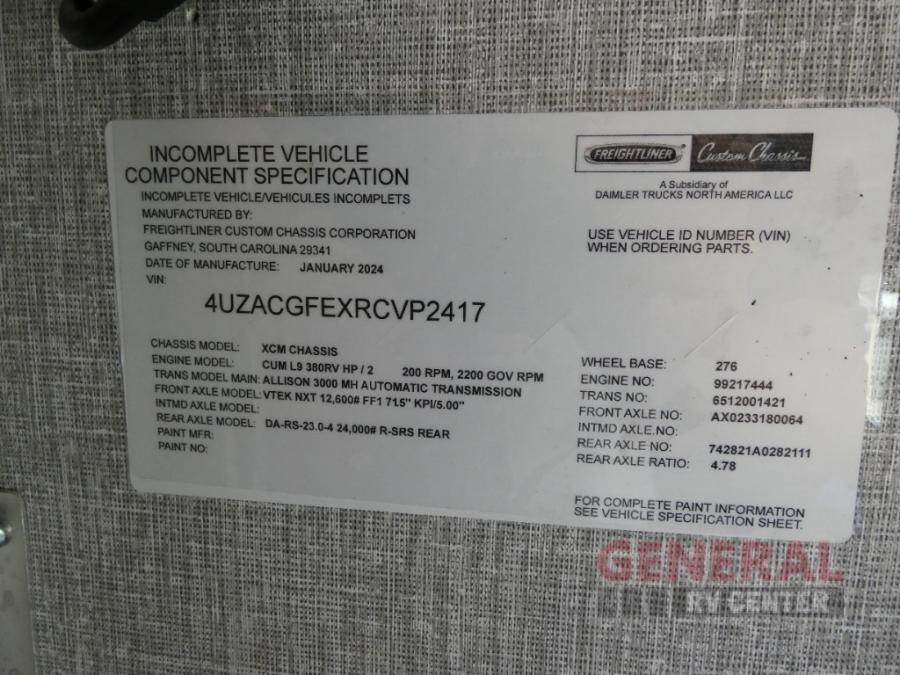 INCOMPLETE VEHICLE
COMPONENT SPECIFICATION
INCOMPLETE VEHICLE/VEHICULES INCOMPLETS
MANUFACTURED BY:
FREIGHTLINER CUSTOM CHASSIS CORPORATION
GAFFNEY, SOUTH CAROLINA 29341
DATE OF MANUFACTURE: JANUARY 2024
VIN:
4UZACGFEXRCVP2417
CHASSIS MODEL: XCM CHASSIS
ENGINE MODEL: CUM L9 380RV HP / 2 200 RPM, 2200 GOV RPM
TRANS MODEL MAIN: ALLISON 3000 MH AUTOMATIC TRANSMISSION
FRONT AXLE MODEL: VTEK NXT 12,600# FF1 71.5" KPI/5.00"
INTMD AXLE MODEL:
REAR AXLE MODEL: DA-RS-23.0-4 24,000# R-SRS REAR
PAINT MFR:
PAINT NO:
FREIGHTLINER Custom Chassis
A Subsidiary of
DAIMLER TRUCKS NORTH AMERICA LLC
USE VEHICLE ID NUMBER (VIN)
WHEN ORDERING PARTS.
WHEEL BASE: 276
ENGINE NO: 99217444
TRANS NO: 6512001421
FRONT AXLE NO: AX0233180064
INTMD AXLE.NO:
REAR AXLE NO: 742821A0282111
REAR AXLE RATIO: 4.78
FOR COMPLETE PAINT INFORMATION
SEE VEHICLE SPECIFICATION SHEET.
GENERAL
RV CENTER